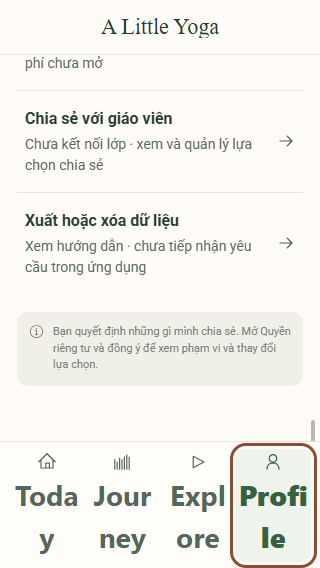 A Little Yoga
phí chưa mở
Chia sẻ với giáo viên
Chưa kết nối lớp · xem và quản lý lựa
chọn chia sẻ
Xuất hoặc xóa dữ liệu
Xem hướng dẫn · chưa tiếp nhận yêu
cầu trong ứng dụng
Bạn quyết định những gì mình chia sẻ. Mở Quyền
riêng tư và đồng ý để xem phạm vi và thay đổi
lựa chọn.
Toda
y
Jour
ney
Expl
ore
Profi
le